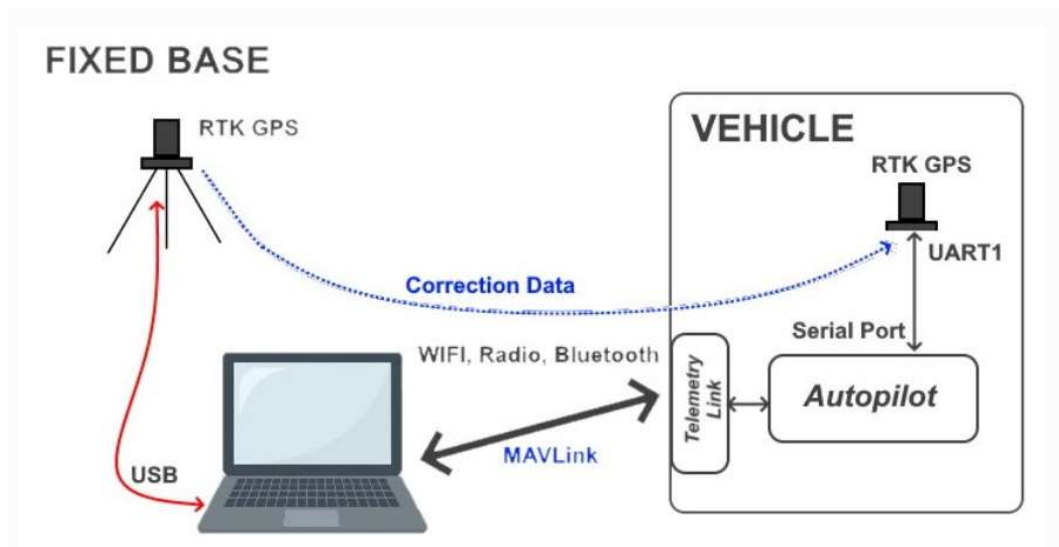 FIXED BASE
RTK GPS
VEHICLE
RTK GPS
UART1
Correction Data
Serial Port
WIFI, Radio, Bluetooth
Telemetry
Link
Autopilot
MAVLink
USB